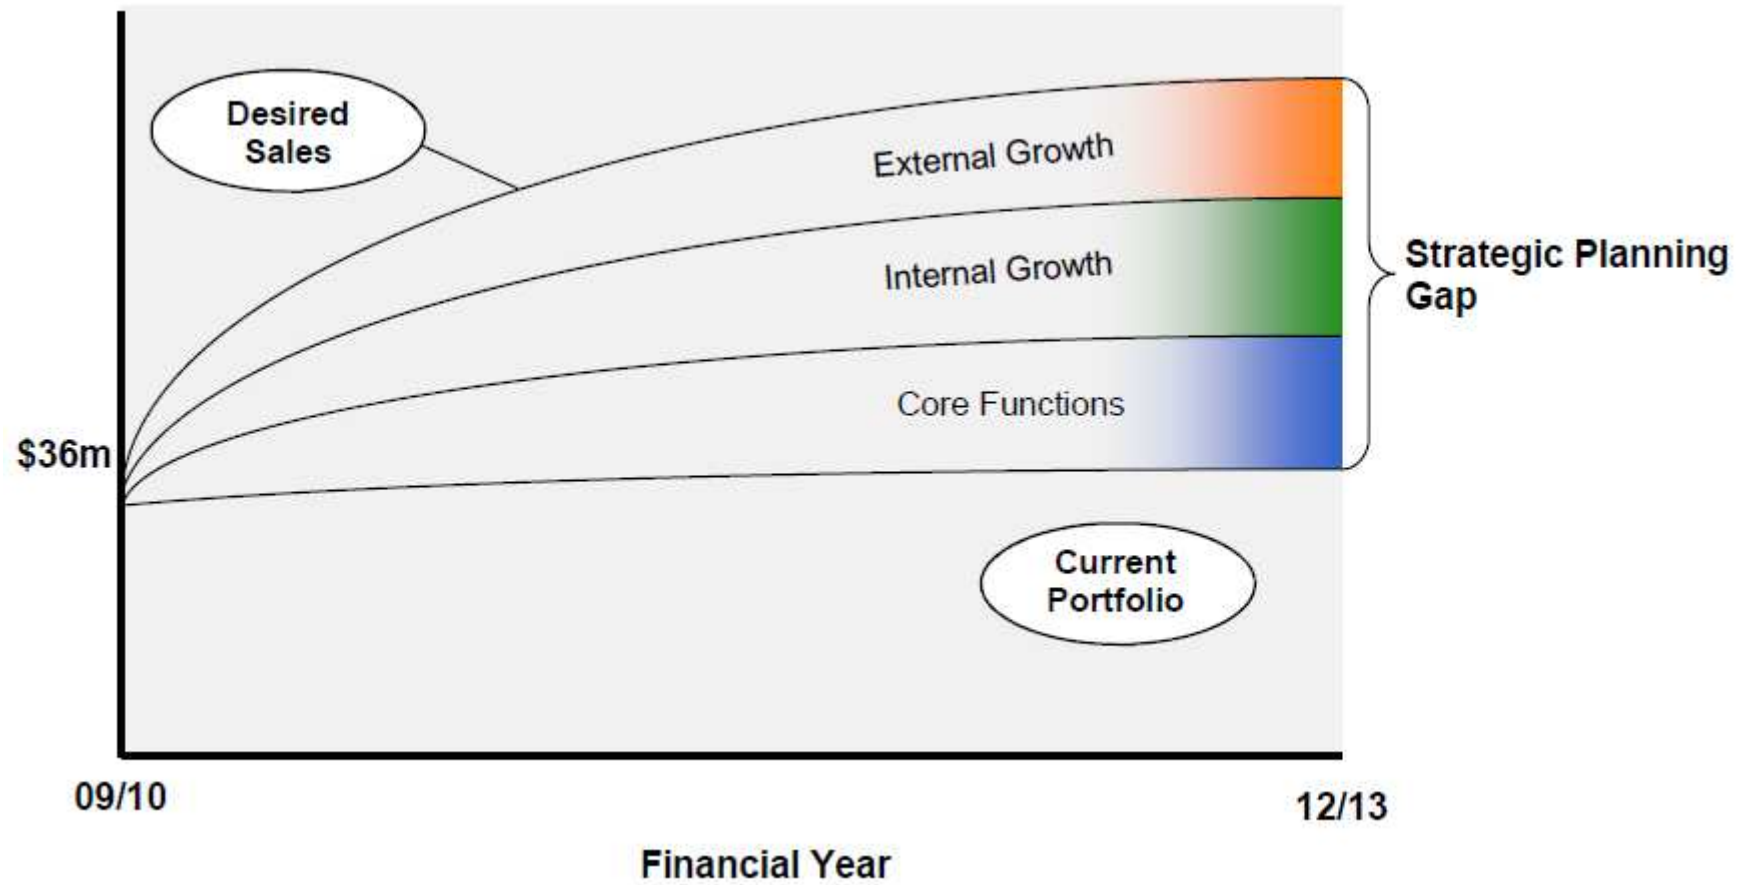 Desired
Sales
External Growth
Internal Growth
Strategic Planning
Gap
Core Functions
$36m
Current
Portfolio
09/10
12/13
Financial Year